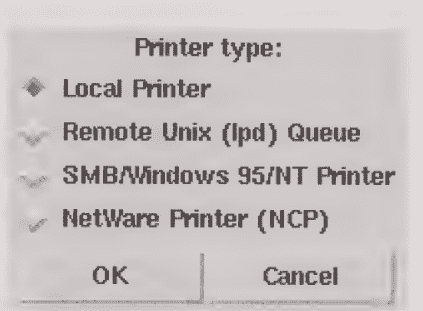 Printer type:
Local Printer
Remote Unix (lpd) Queue
SMB/Windows 95/NT Printer
NetWare Printer (NCP)
OK
Cancel